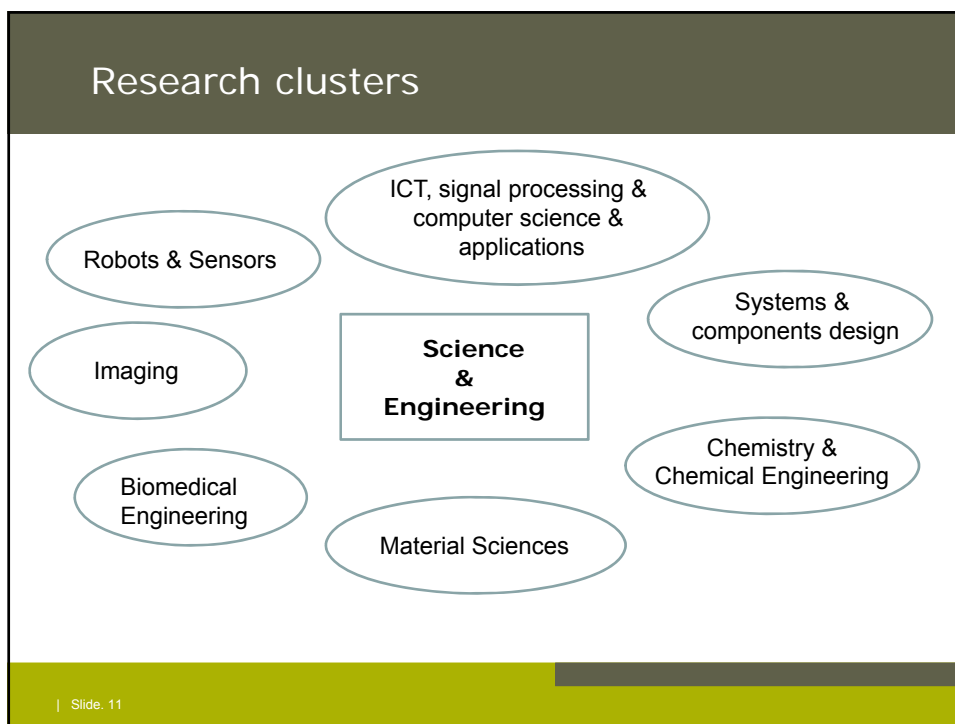 Research clusters
ICT, signal processing &
computer science &
applications
Robots & Sensors
Systems &
components design
Science
&
Engineering
Imaging
Chemistry &
Chemical Engineering
Biomedical
Engineering
Material Sciences
| Slide. 11